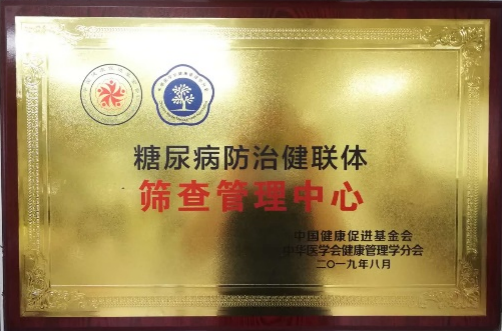 糖尿病防治健联体
筛查管理中心
中国健康促进基金会
中华医学会健康管理学分会
二〇一九年八月